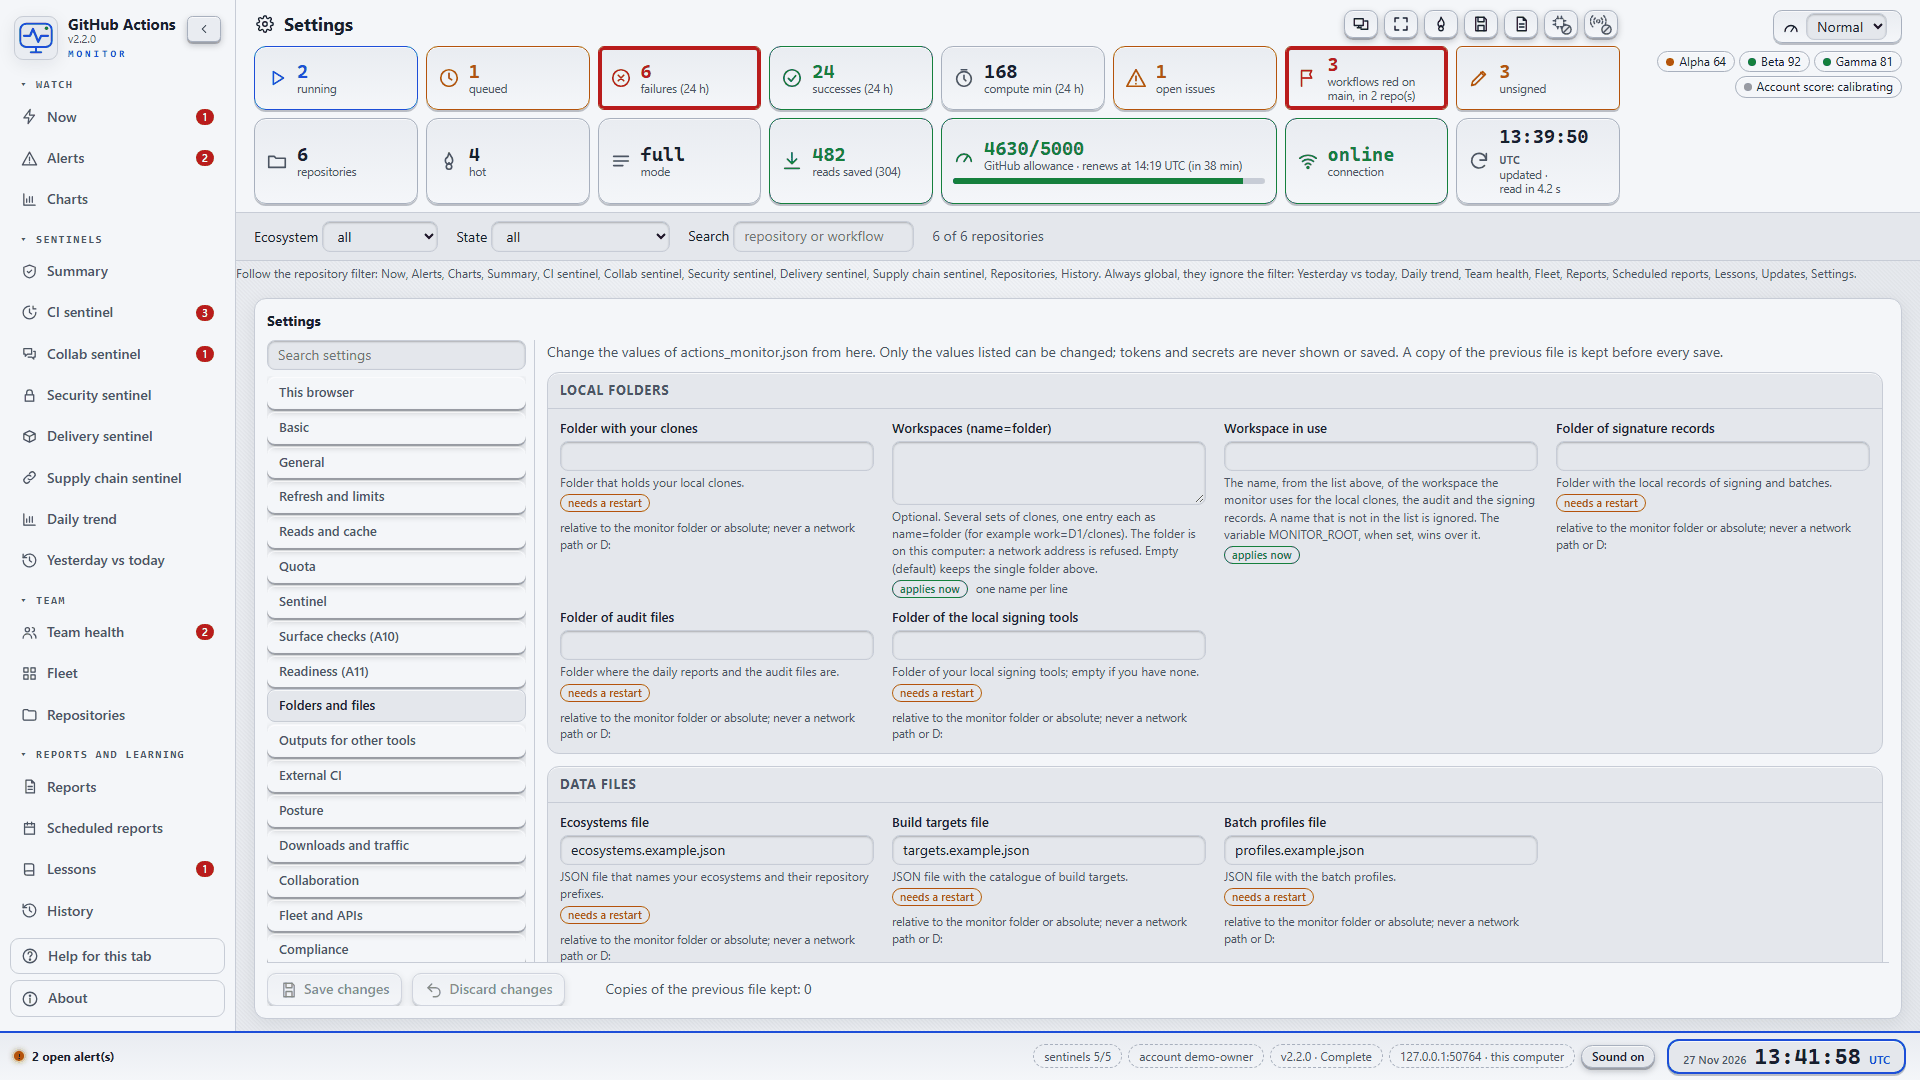 GitHub Actions
v2.2.0
MONITOR
WATCH
Now 1
Alerts 2
Charts
SENTINELS
Summary
CI sentinel 3
Collab sentinel 1
Security sentinel
Delivery sentinel
Supply chain sentinel
Daily trend
Yesterday vs today
TEAM
Team health 2
Fleet
Repositories
REPORTS AND LEARNING
Reports
Scheduled reports
Lessons 1
History
Help for this tab
About
Settings
Normal
Alpha 64
Beta 92
Gamma 81
Account score: calibrating
2
running
1
queued
6
failures (24 h)
24
successes (24 h)
168
compute min (24 h)
1
open issues
3
workflows red on
main, in 2 repo(s)
3
unsigned
6
repositories
4
hot
full
mode
482
reads saved (304)
4630/5000
GitHub allowance · renews at 14:19 UTC (in 38 min)
online
connection
13:39:50
UTC
updated ·
read in 4.2 s
Ecosystem all State all Search repository or workflow 6 of 6 repositories
Follow the repository filter: Now, Alerts, Charts, Summary, CI sentinel, Collab sentinel, Security sentinel, Delivery sentinel, Supply chain sentinel, Repositories, History. Always global, they ignore the filter: Yesterday vs today, Daily trend, Team health, Fleet, Reports, Scheduled reports, Lessons, Updates, Settings.
Settings
Search settings
This browser
Basic
General
Refresh and limits
Reads and cache
Quota
Sentinel
Surface checks (A10)
Readiness (A11)
Folders and files
Outputs for other tools
External CI
Posture
Downloads and traffic
Collaboration
Fleet and APIs
Compliance
Change the values of actions_monitor.json from here. Only the values listed can be changed; tokens and secrets are never shown or saved. A copy of the previous file is kept before every save.
LOCAL FOLDERS
Folder with your clones
Folder that holds your local clones.
needs a restart
relative to the monitor folder or absolute; never a network
path or D:
Workspaces (name=folder)
Optional. Several sets of clones, one entry each as
name=folder (for example work=D1/clones). The folder is
on this computer: a network address is refused. Empty
(default) keeps the single folder above.
applies now one name per line
Workspace in use
The name, from the list above, of the workspace the
monitor uses for the local clones, the audit and the signing
records. A name that is not in the list is ignored. The
variable MONITOR_ROOT, when set, wins over it.
applies now
Folder of signature records
Folder with the local records of signing and batches.
needs a restart
relative to the monitor folder or absolute; never a network
path or D:
Folder of audit files
Folder where the daily reports and the audit files are.
needs a restart
relative to the monitor folder or absolute; never a network
path or D:
Folder of the local signing tools
Folder of your local signing tools; empty if you have none.
needs a restart
relative to the monitor folder or absolute; never a network
path or D:
DATA FILES
Ecosystems file
ecosystems.example.json
JSON file that names your ecosystems and their repository
prefixes.
needs a restart
relative to the monitor folder or absolute; never a network
path or D:
Build targets file
targets.example.json
JSON file with the catalogue of build targets.
needs a restart
relative to the monitor folder or absolute; never a network
path or D:
Batch profiles file
profiles.example.json
JSON file with the batch profiles.
needs a restart
relative to the monitor folder or absolute; never a network
path or D:
Save changes
Discard changes
Copies of the previous file kept: 0
2 open alert(s)
sentinels 5/5
account demo-owner
v2.2.0 · Complete
127.0.0.1:50764 · this computer
Sound on
27 Nov 2026 13:41:58 UTC